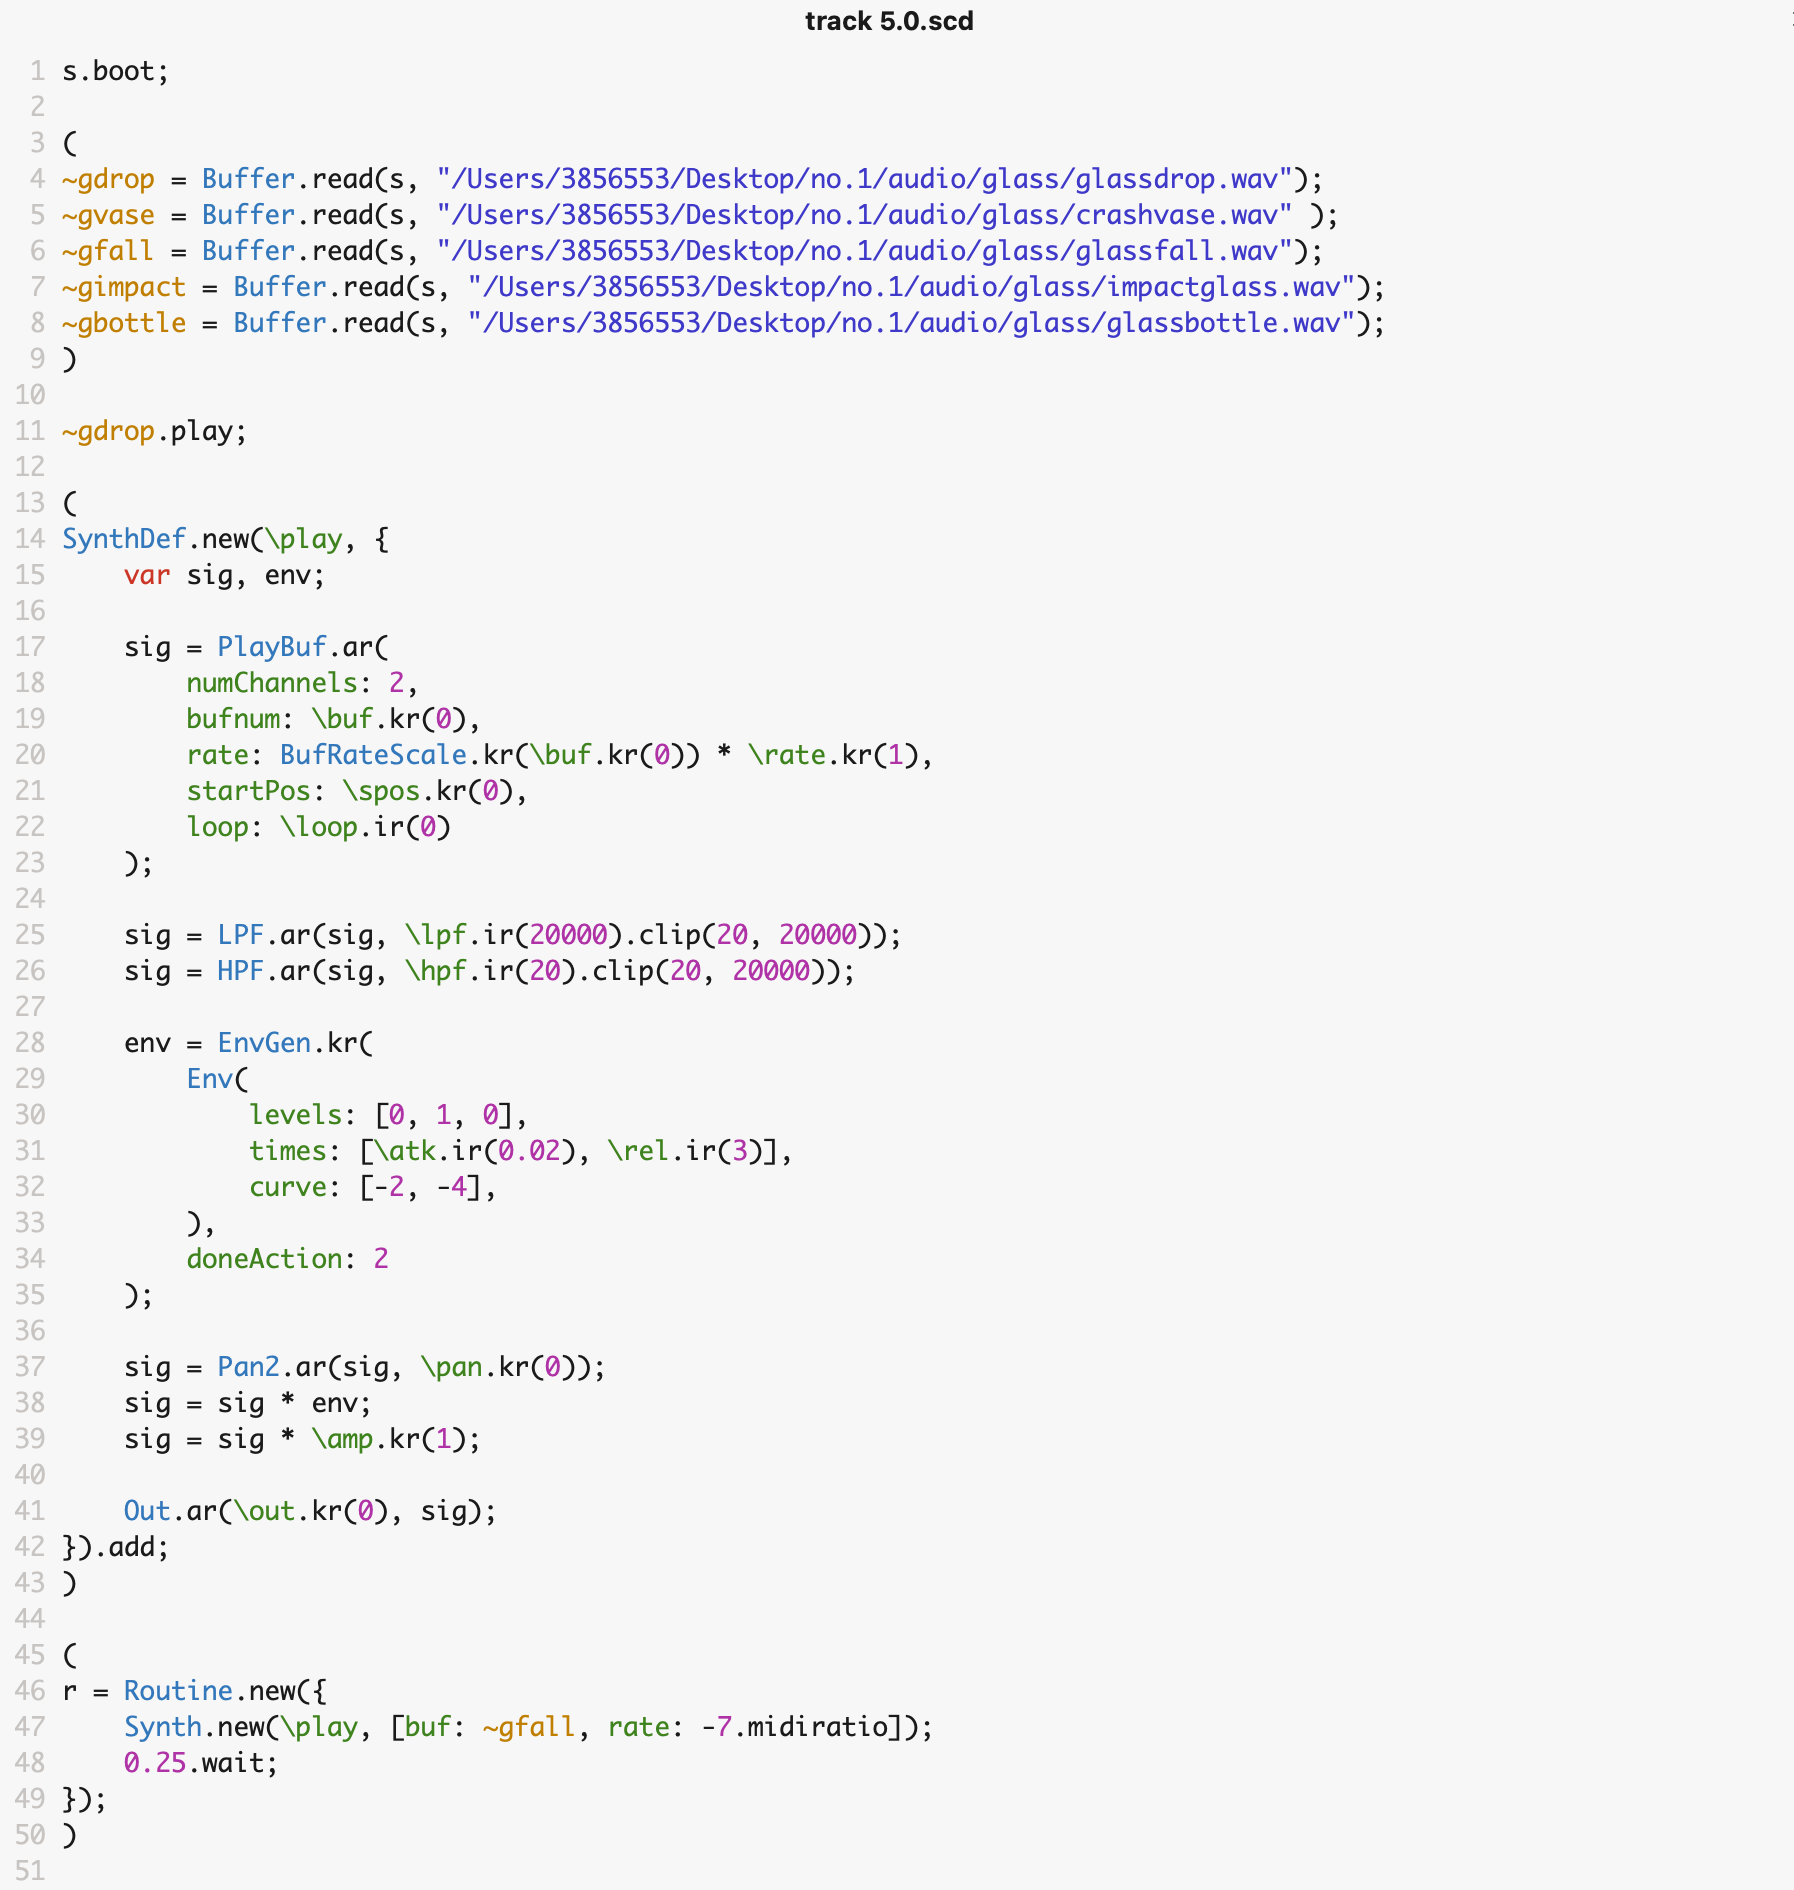 track 5.0.scd
1 s.boot;
2
3 (
4 ~gdrop = Buffer.read(s, "/Users/3856553/Desktop/no.1/audio/glass/glassdrop.wav");
5 ~gvase = Buffer.read(s, "/Users/3856553/Desktop/no.1/audio/glass/crashvase.wav" );
6 ~gfall = Buffer.read(s, "/Users/3856553/Desktop/no.1/audio/glass/glassfall.wav");
7 ~gimpact = Buffer.read(s, "/Users/3856553/Desktop/no.1/audio/glass/impactglass.wav");
8 ~gbottle = Buffer.read(s, "/Users/3856553/Desktop/no.1/audio/glass/glassbottle.wav");
9 )
10
11 ~gdrop.play;
12
13 (
14 SynthDef.new(\play, {
15     var sig, env;
16
17     sig = PlayBuf.ar(
18         numChannels: 2,
19         bufnum: \buf.kr(0),
20         rate: BufRateScale.kr(\buf.kr(0)) * \rate.kr(1),
21         startPos: \spos.kr(0),
22         loop: \loop.ir(0)
23     );
24
25     sig = LPF.ar(sig, \lpf.ir(20000).clip(20, 20000));
26     sig = HPF.ar(sig, \hpf.ir(20).clip(20, 20000));
27
28     env = EnvGen.kr(
29         Env(
30             levels: [0, 1, 0],
31             times: [\atk.ir(0.02), \rel.ir(3)],
32             curve: [-2, -4],
33         ),
34         doneAction: 2
35     );
36
37     sig = Pan2.ar(sig, \pan.kr(0));
38     sig = sig * env;
39     sig = sig * \amp.kr(1);
40
41     Out.ar(\out.kr(0), sig);
42 }).add;
43 )
44
45 (
46 r = Routine.new({
47     Synth.new(\play, [buf: ~gfall, rate: -7.midiratio]);
48     0.25.wait;
49 });
50 )
51